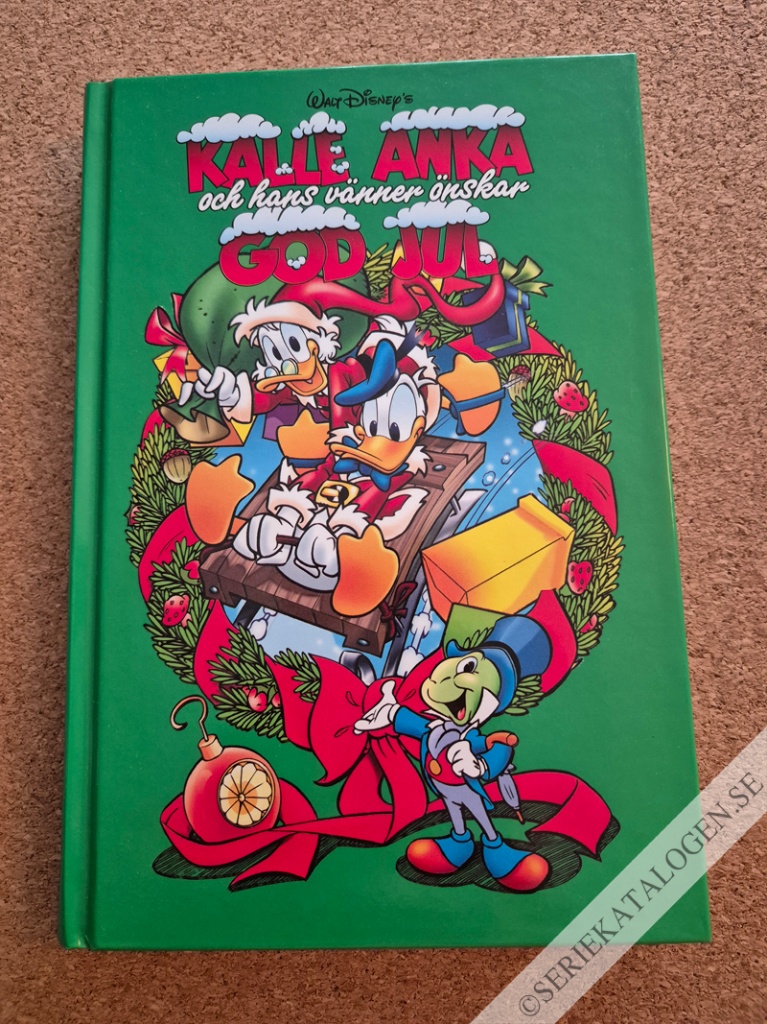 WALT DISNEY'S
KALLE ANKA
och hans vänner önskar
GOD JUL
©SERIEKATALOGEN.SE